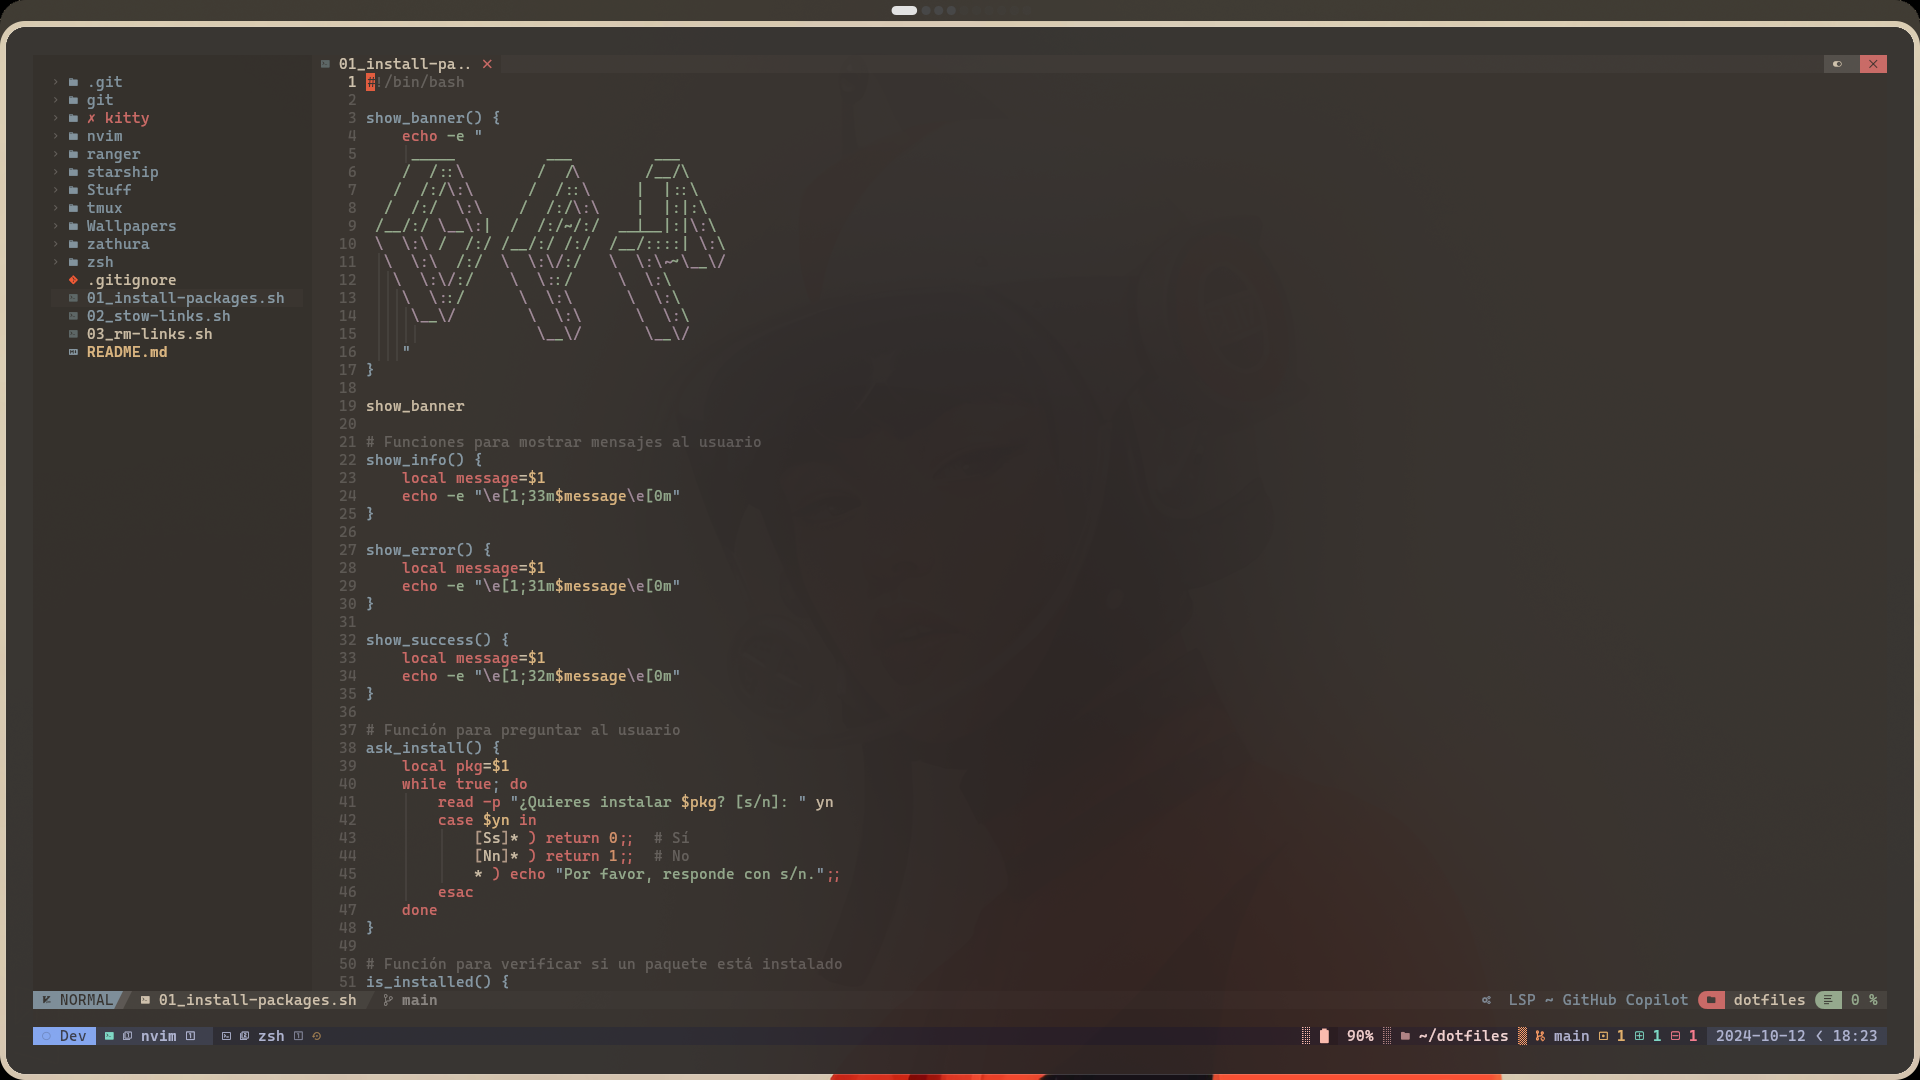 01_install-pa..
.git
git
✗ kitty
nvim
ranger
starship
Stuff
tmux
Wallpapers
zathura
zsh
.gitignore
01_install-packages.sh
02_stow-links.sh
03_rm-links.sh
README.md
1 #!/bin/bash
2
3 show_banner() {
4     echo -e "
5      _____          ___         ___
6     /  /::\        /  /\       /__/\
7    /  /:/\:\      /  /::\     |  |::\
8   /  /:/  \:\    /  /:/\:\    |  |:|:\
9  /__/:/ \__\:|  /  /:/~/:/  __|__|:|\:\
10  \  \:\ /  /:/ /__/:/ /:/  /__/::::| \:\
11   \  \:\  /:/  \  \:\/:/   \  \:\~~\__\/
12    \  \:\/:/    \  \::/     \  \:\
13     \  \::/      \  \:\      \  \:\
14      \__\/        \  \:\      \  \:\
15                    \__\/       \__\/
16     "
17 }
18
19 show_banner
20
21 # Funciones para mostrar mensajes al usuario
22 show_info() {
23     local message=$1
24     echo -e "\e[1;33m$message\e[0m"
25 }
26
27 show_error() {
28     local message=$1
29     echo -e "\e[1;31m$message\e[0m"
30 }
31
32 show_success() {
33     local message=$1
34     echo -e "\e[1;32m$message\e[0m"
35 }
36
37 # Función para preguntar al usuario
38 ask_install() {
39     local pkg=$1
40     while true; do
41         read -p "¿Quieres instalar $pkg? [s/n]: " yn
42         case $yn in
43             [Ss]* ) return 0;;  # Sí
44             [Nn]* ) return 1;;  # No
45             * ) echo "Por favor, responde con s/n.";;
46         esac
47     done
48 }
49
50 # Función para verificar si un paquete está instalado
51 is_installed() {
NORMAL 01_install-packages.sh main LSP ~ GitHub Copilot dotfiles 0 %
Dev nvim 1 zsh 1 90% ~/dotfiles main 1 1 1 2024-10-12 < 18:23